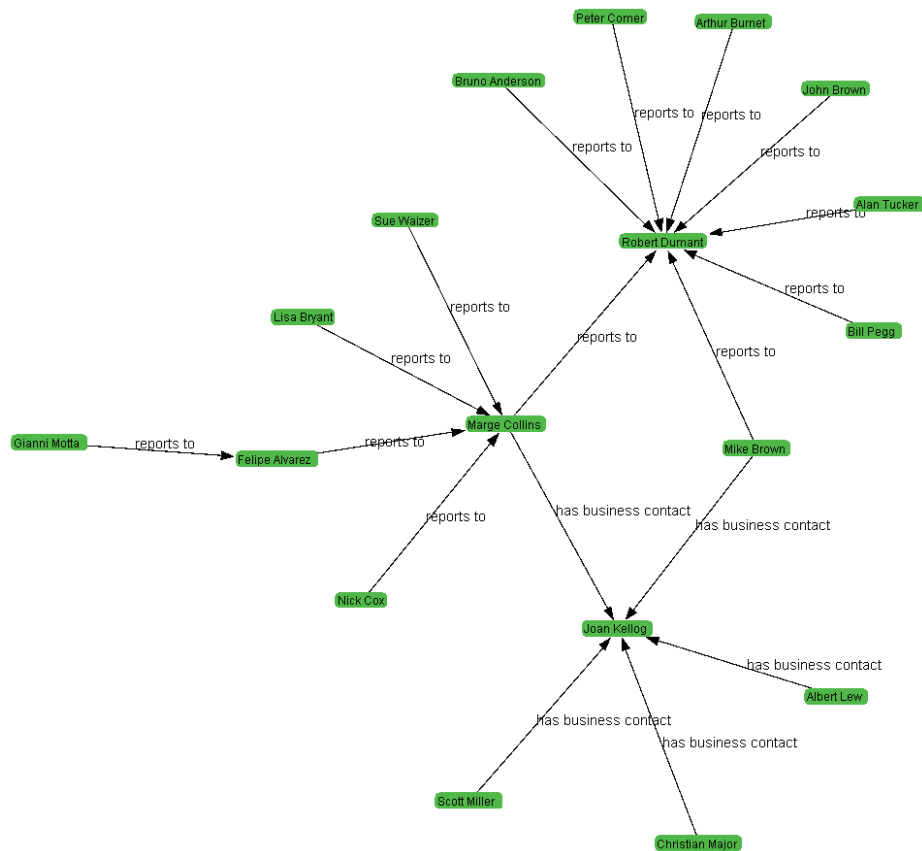 Peter Comer
Arthur Burnet
Bruno Anderson
John Brown
reports to
reports to
reports to
reports to
Alan Tucker
reports to
Sue Waizer
Robert Dumant
reports to
reports to
Lisa Bryant
Bill Pegg
reports to
reports to
reports to
Marge Collins
Gianni Motta
reports to
reports to
Mike Brown
Felipe Alvarez
has business contact
reports to
has business contact
Nick Cox
Joan Kellog
has business contact
Albert Lew
has business contact
has business contact
Scott Miller
Christian Major